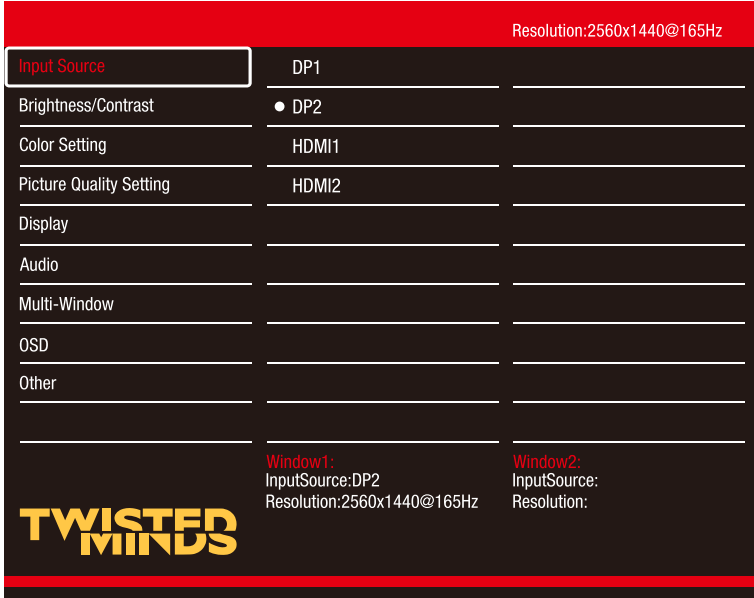 Resolution:2560x1440@165Hz
Input Source
DP1
Brightness/Contrast
DP2
Color Setting
HDMI1
Picture Quality Setting
HDMI2
Display
Audio
Multi-Window
OSD
Other
Window1:
InputSource:DP2
Resolution:2560x1440@165Hz
Window2:
InputSource:
Resolution:
TWISTED
MINDS